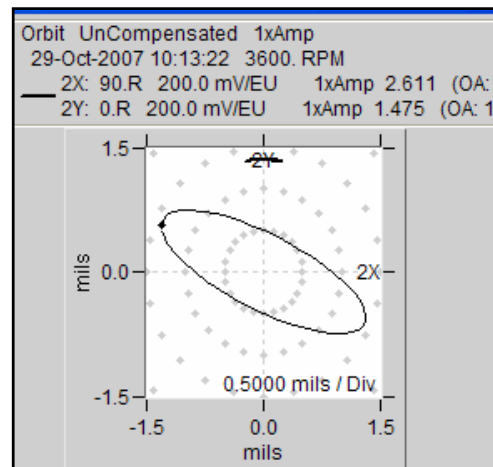 Orbit UnCompensated 1xAmp
29-Oct-2007 10:13:22 3600. RPM
2X: 90.R 200.0 mV/EU 1xAmp 2.611 (OA:
2Y: 0.R 200.0 mV/EU 1xAmp 1.475 (OA: 1
1.5
2Y
mils
0.0
2X
0.5000 mils / Div
-1.5
-1.5 0.0 1.5
mils